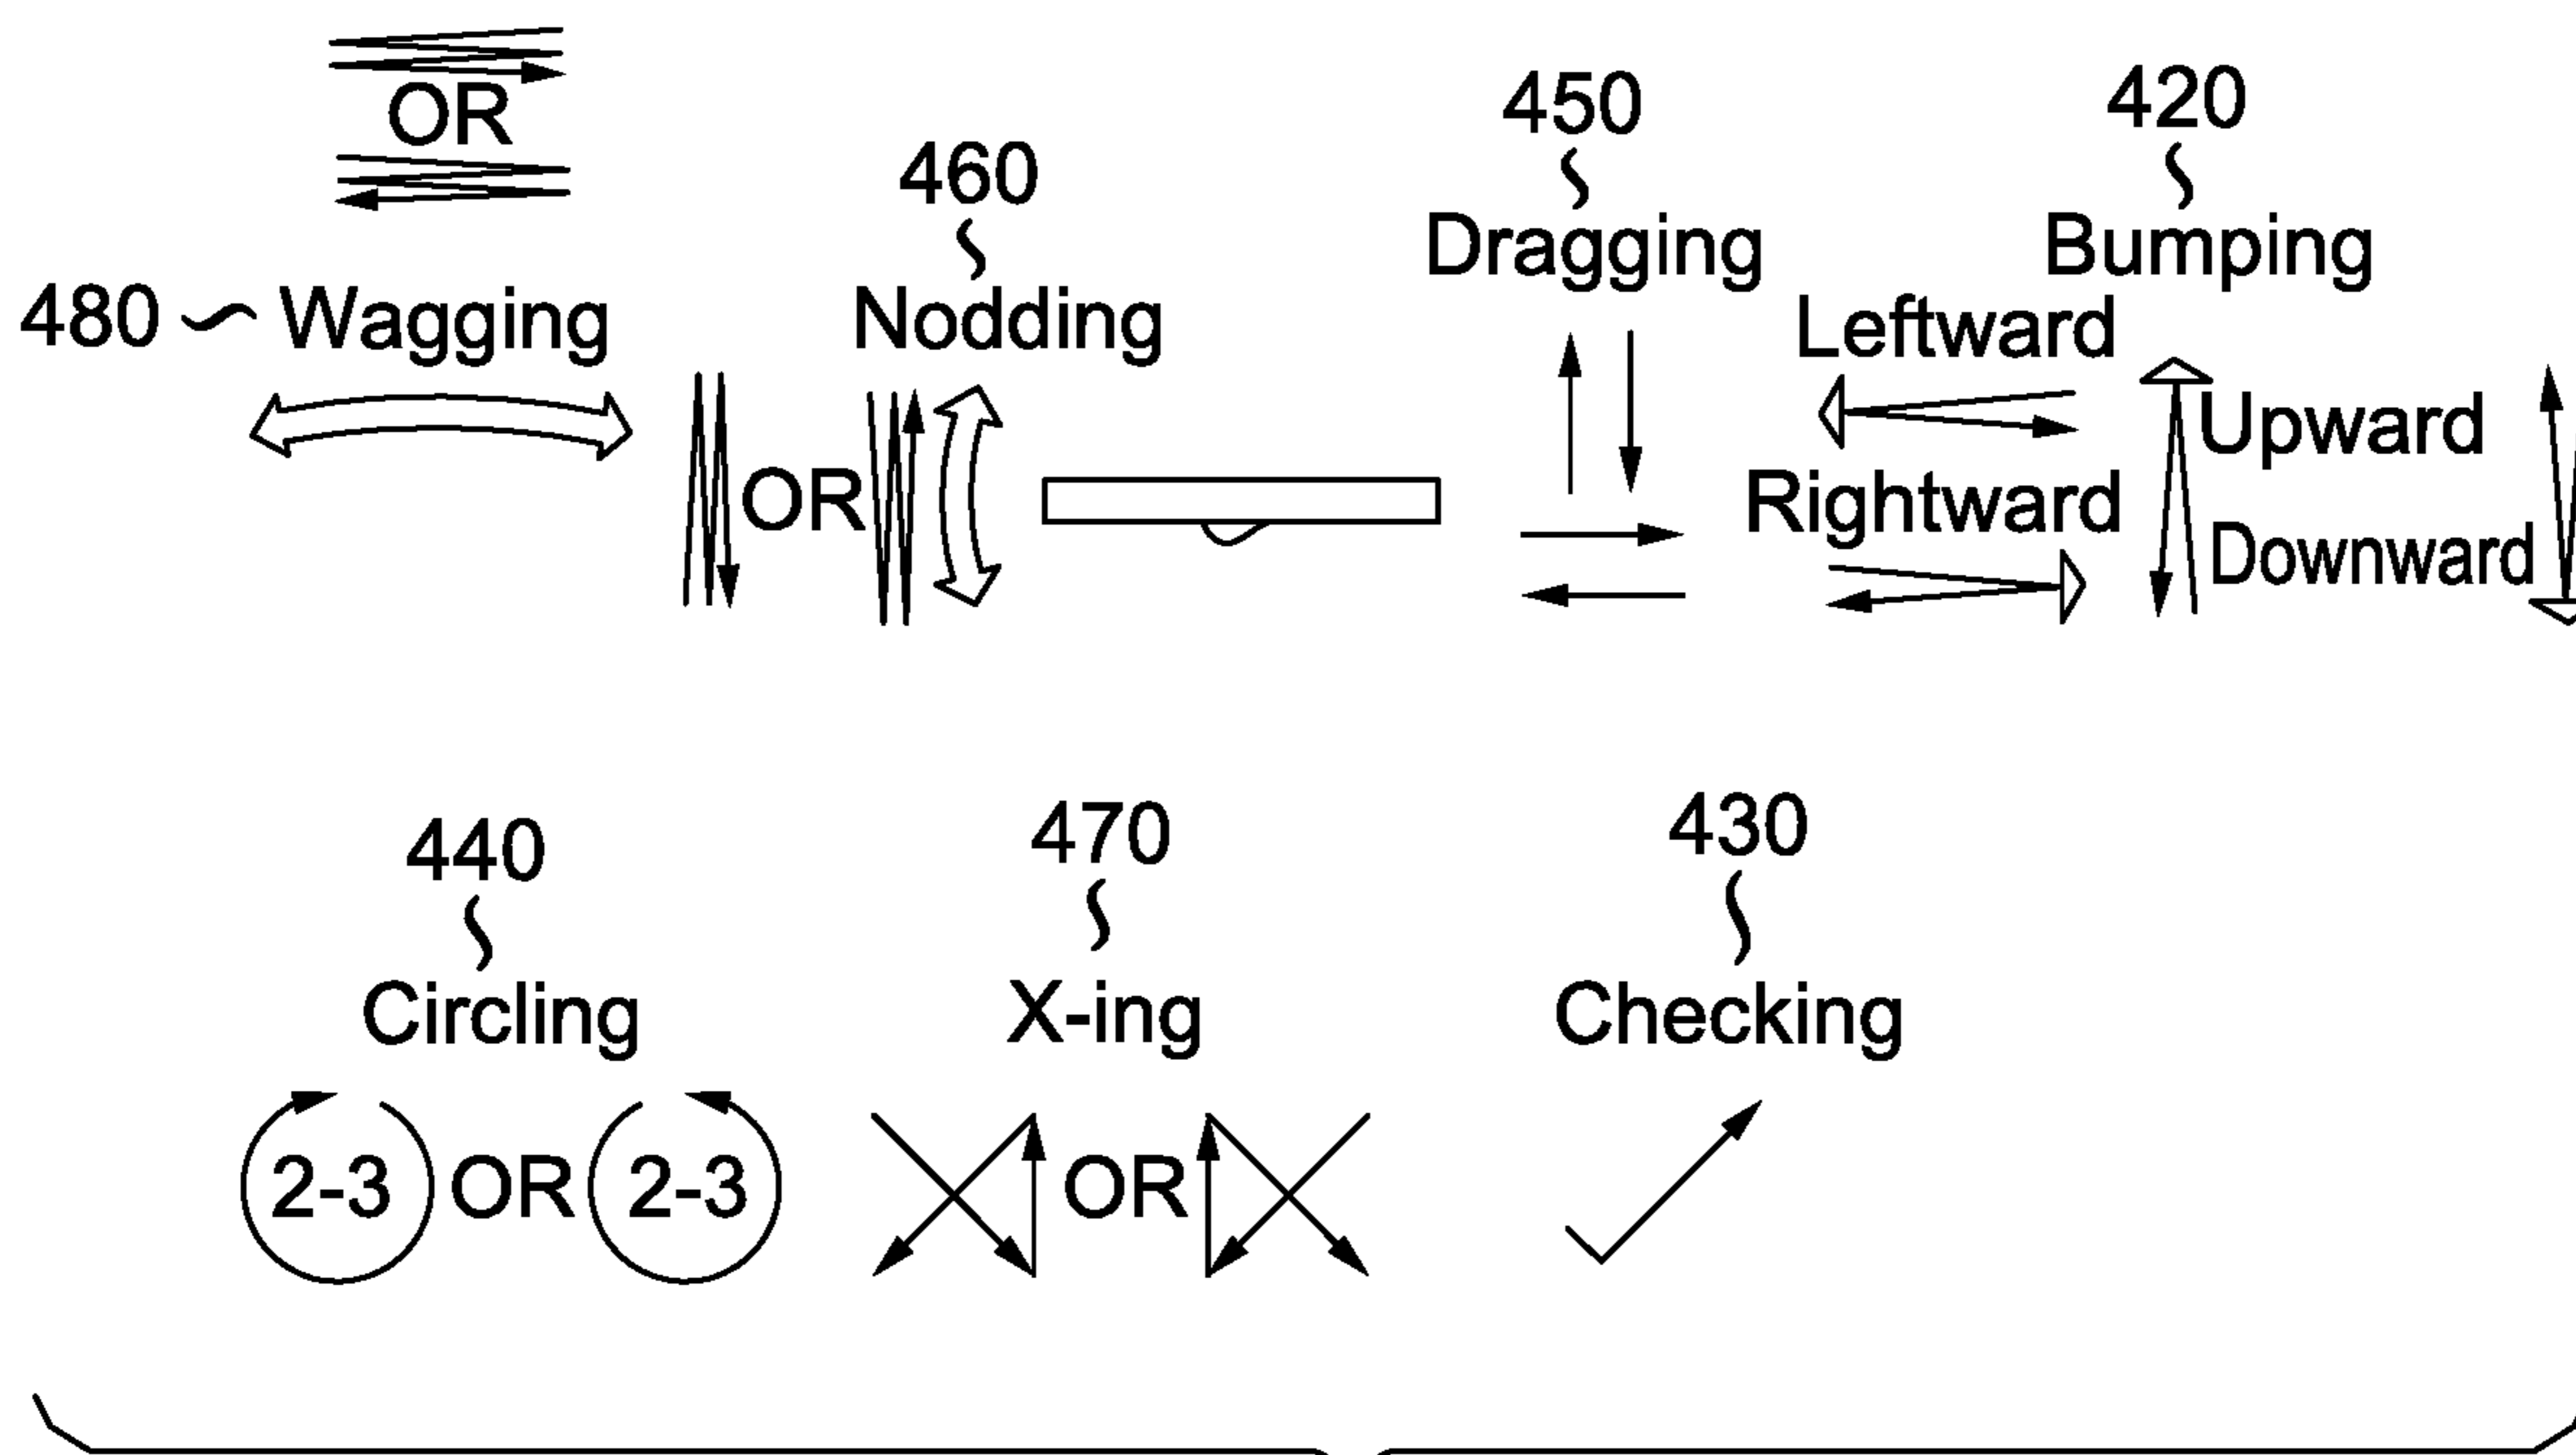 OR
480 Wagging
460
Nodding
OR
450
Dragging
420
Bumping
Leftward
Rightward
Upward
Downward
440
Circling
2-3 OR 2-3
470
X-ing
OR
430
Checking